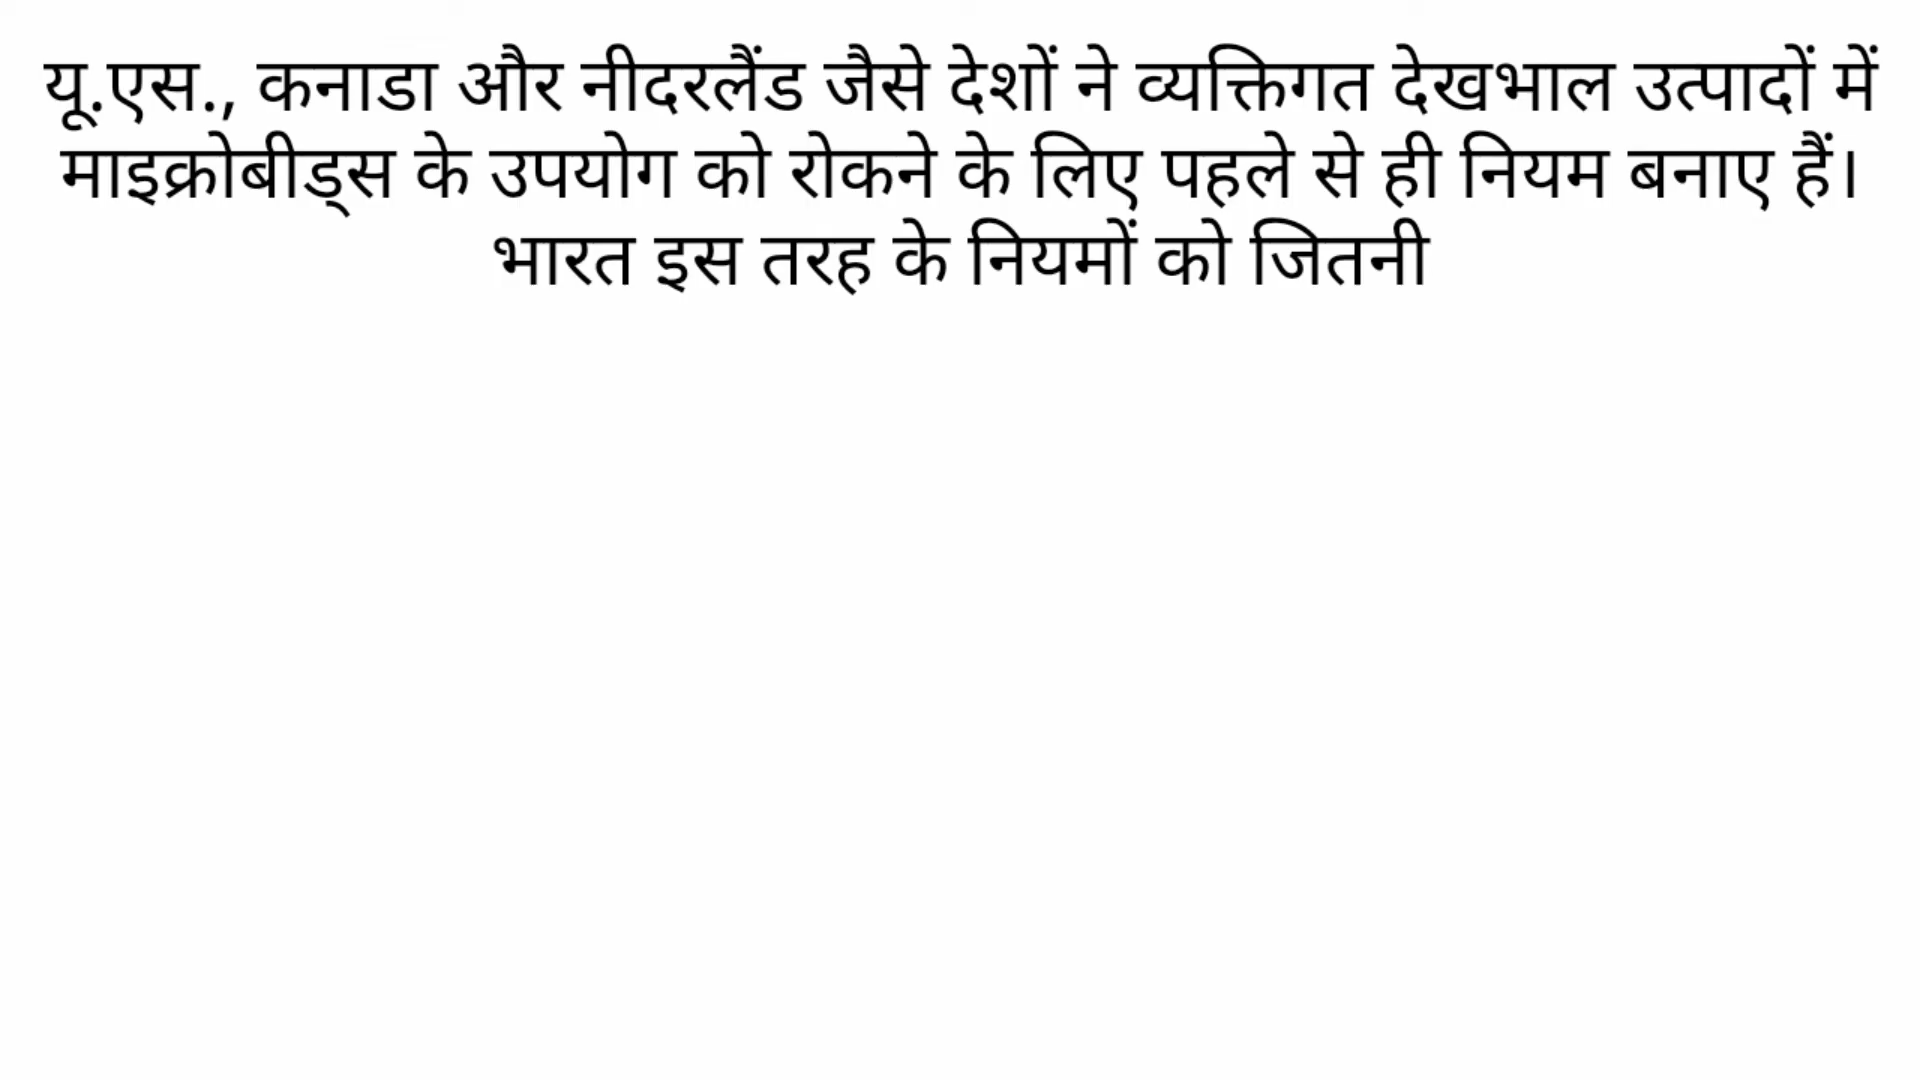 यू.एस., कनाडा और नीदरलैंड जैसे देशों ने व्यक्तिगत देखभाल उत्पादों में
माइक्रोबीड्स के उपयोग को रोकने के लिए पहले से ही नियम बनाए हैं।
भारत इस तरह के नियमों को जितनी